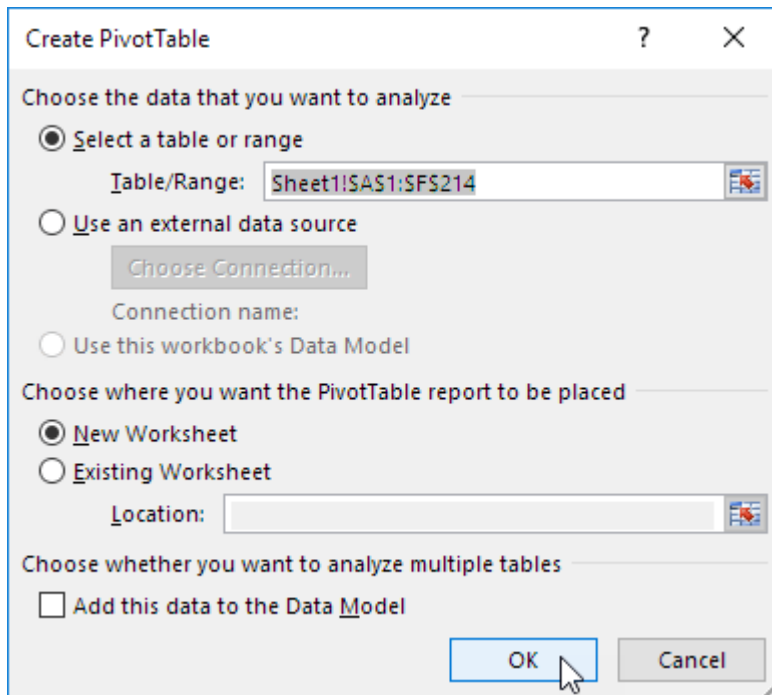 Create PivotTable ? ×
Choose the data that you want to analyze
Select a table or range
Table/Range: Sheet1!$A$1:$F$214
Use an external data source
Choose Connection...
Connection name:
Use this workbook's Data Model
Choose where you want the PivotTable report to be placed
New Worksheet
Existing Worksheet
Location:
Choose whether you want to analyze multiple tables
Add this data to the Data Model
OK Cancel